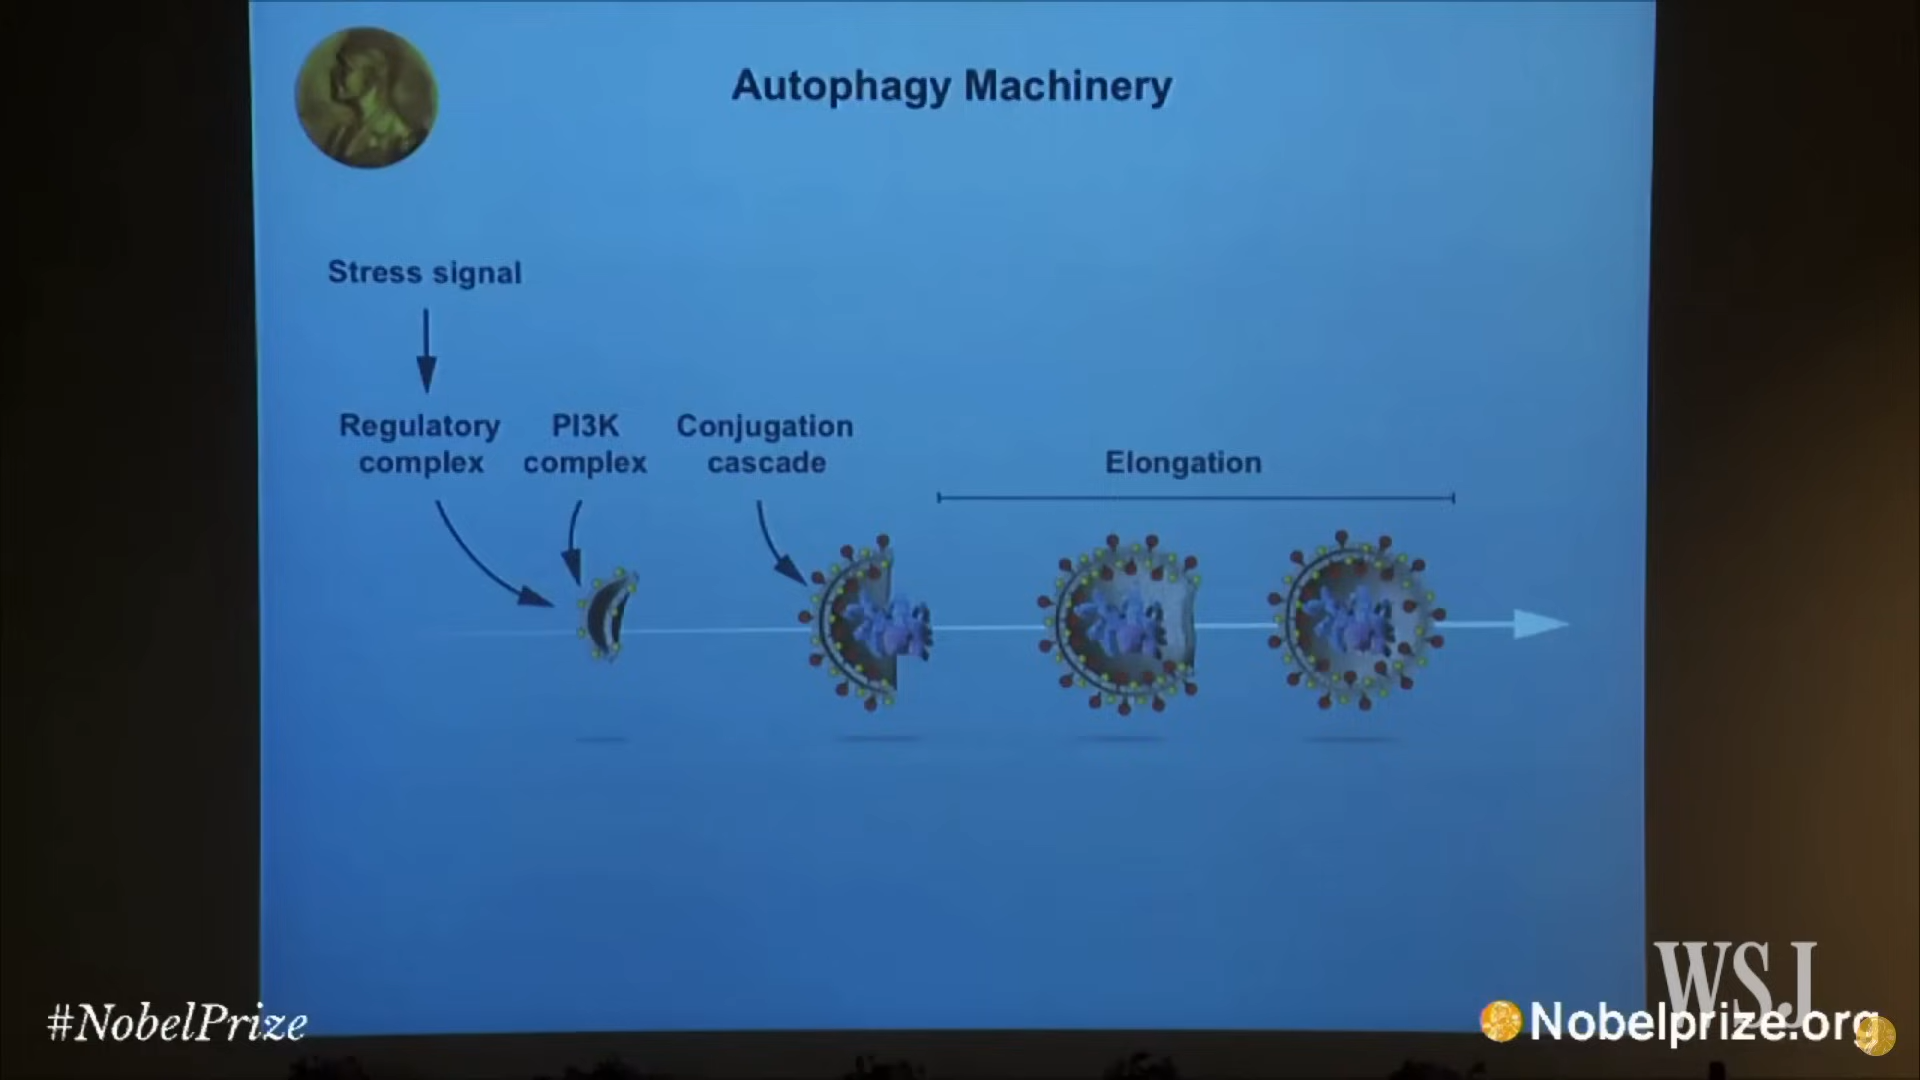 Autophagy Machinery
Stress signal
Regulatory
complex
PI3K
complex
Conjugation
cascade
Elongation
#NobelPrize
WSJ
Nobelprize.org